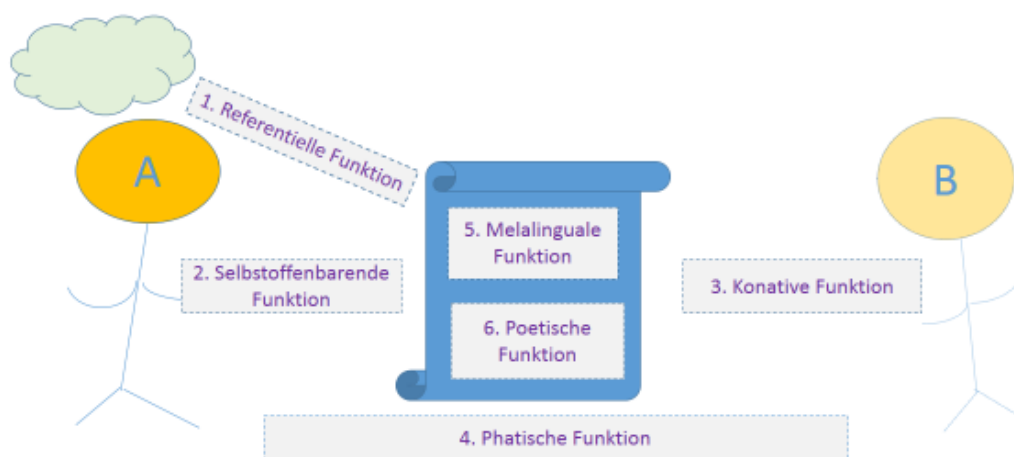 A
1. Referentielle Funktion
B
5. Melalinguale
Funktion
2. Selbstoffenbarende
Funktion
3. Konative Funktion
6. Poetische
Funktion
4. Phatische Funktion